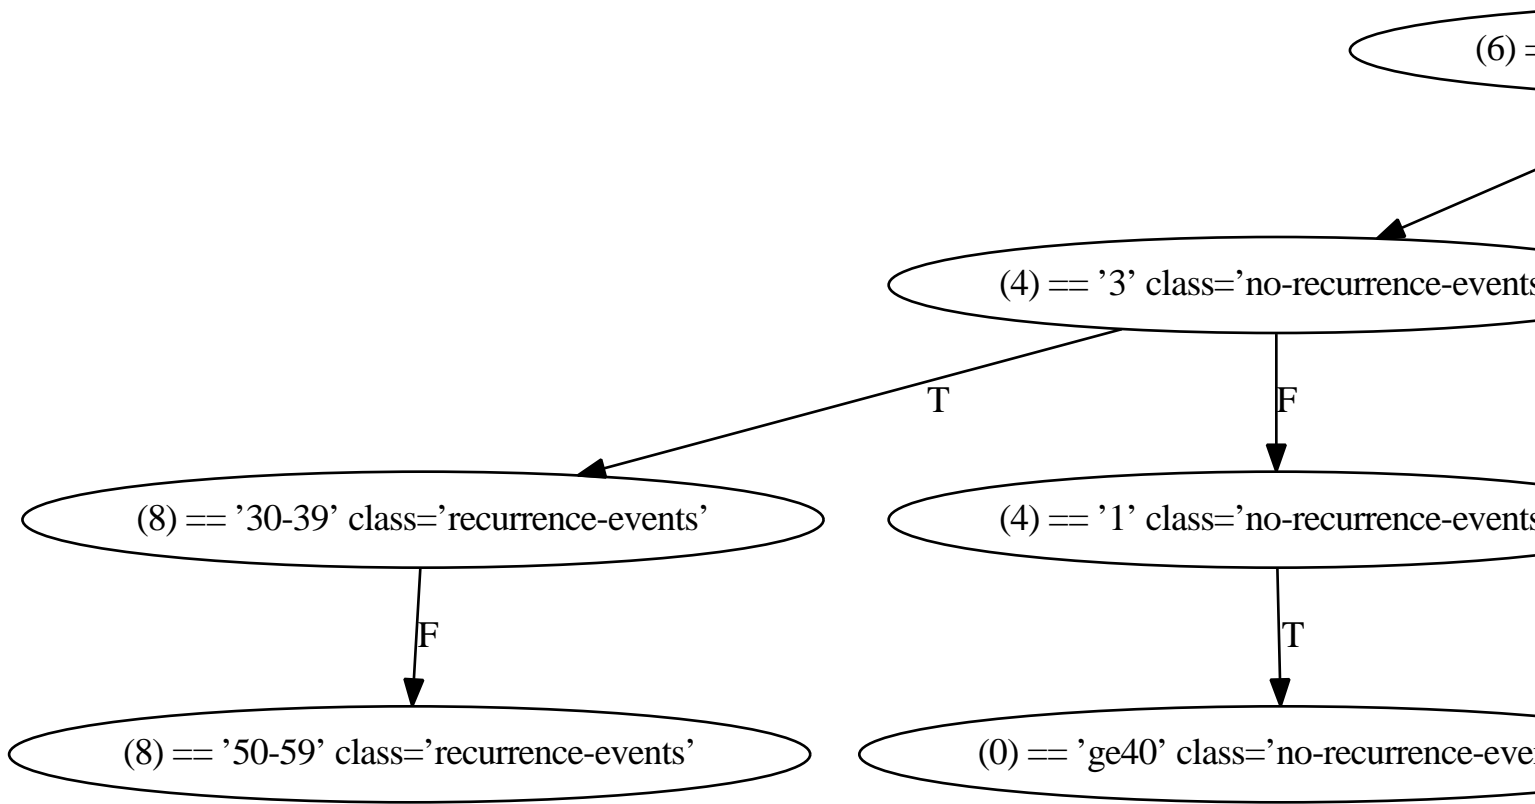 (6) =
(4) == ’3’ class=’no-recurrence-events
T
F
(8) == ’30-39’ class=’recurrence-events’
(4) == ’1’ class=’no-recurrence-events
F
T
(8) == ’50-59’ class=’recurrence-events’
(0) == ’ge40’ class=’no-recurrence-eve